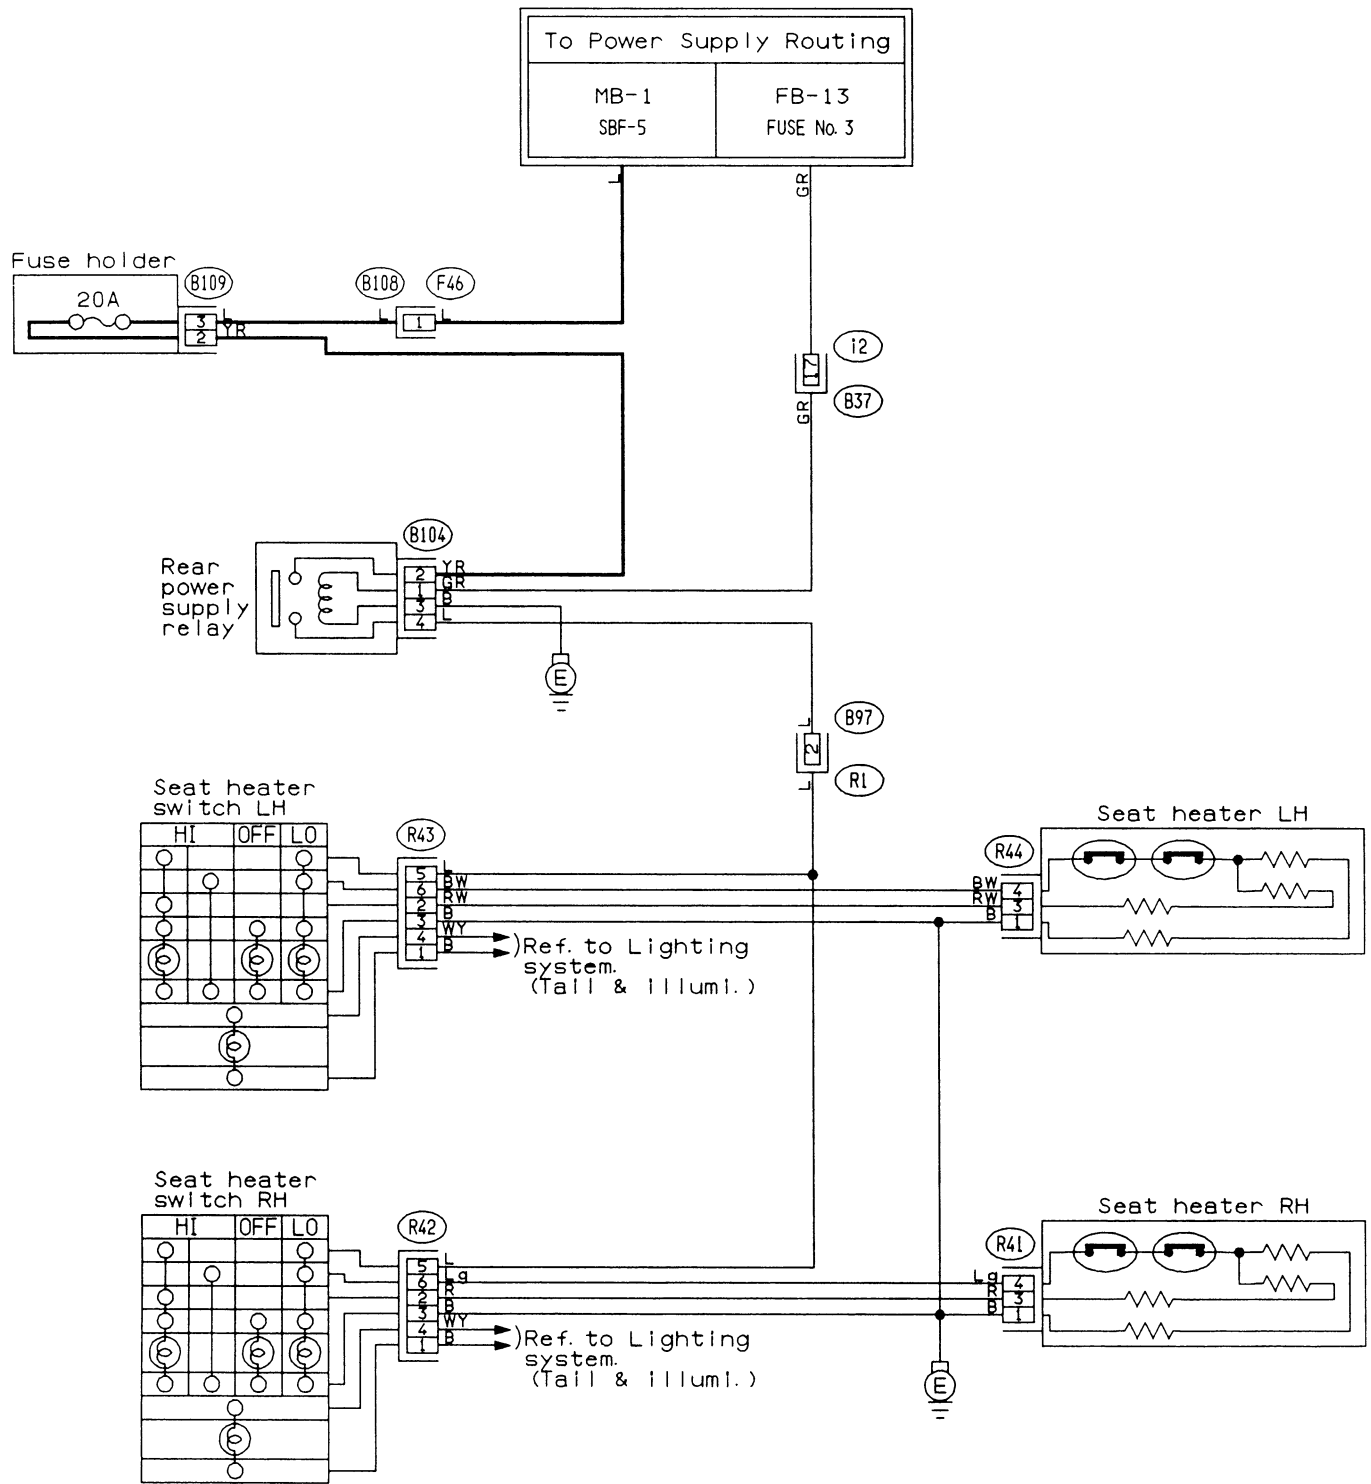 To Power Supply Routing
MB-1
SBF-5
FB-13
FUSE No. 3
L
GR
Fuse holder
20A
B109
B108
F46
3
L
L
1
L
2
YR
i2
17
B37
GR
B104
Rear
power
supply
relay
2
YR
1
GR
3
B
4
L
E
B97
L
2
R1
L
Seat heater
switch LH
HI
OFF
LO
R43
5
L
6
BW
2
RW
3
B
4
WY
1
B
)Ref. to Lighting
system.
(Tail & illumi.)
Seat heater LH
R44
BW
4
RW
3
B
1
Seat heater
switch RH
HI
OFF
LO
R42
5
L
6
Lg
2
R
3
B
4
WY
1
B
)Ref. to Lighting
system.
(Tail & illumi.)
Seat heater RH
R41
Lg
4
R
3
B
1
E